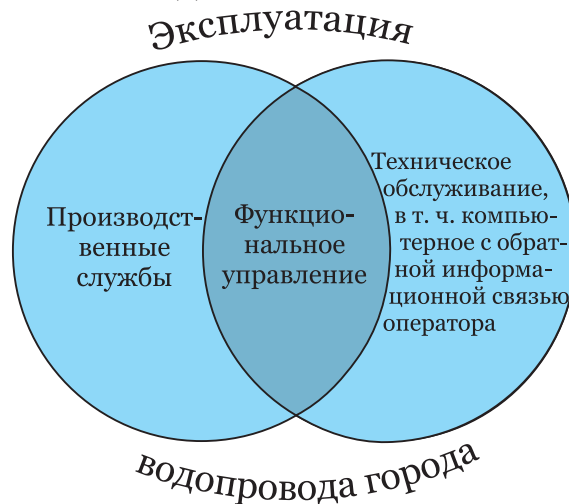 Эксплуатация
Производст-
венные
службы
Функцио-
нальное
управление
Техническое
обслуживание,
в т. ч. компью-
терное с обрат-
ной информа-
ционной связью
оператора
водопровода города